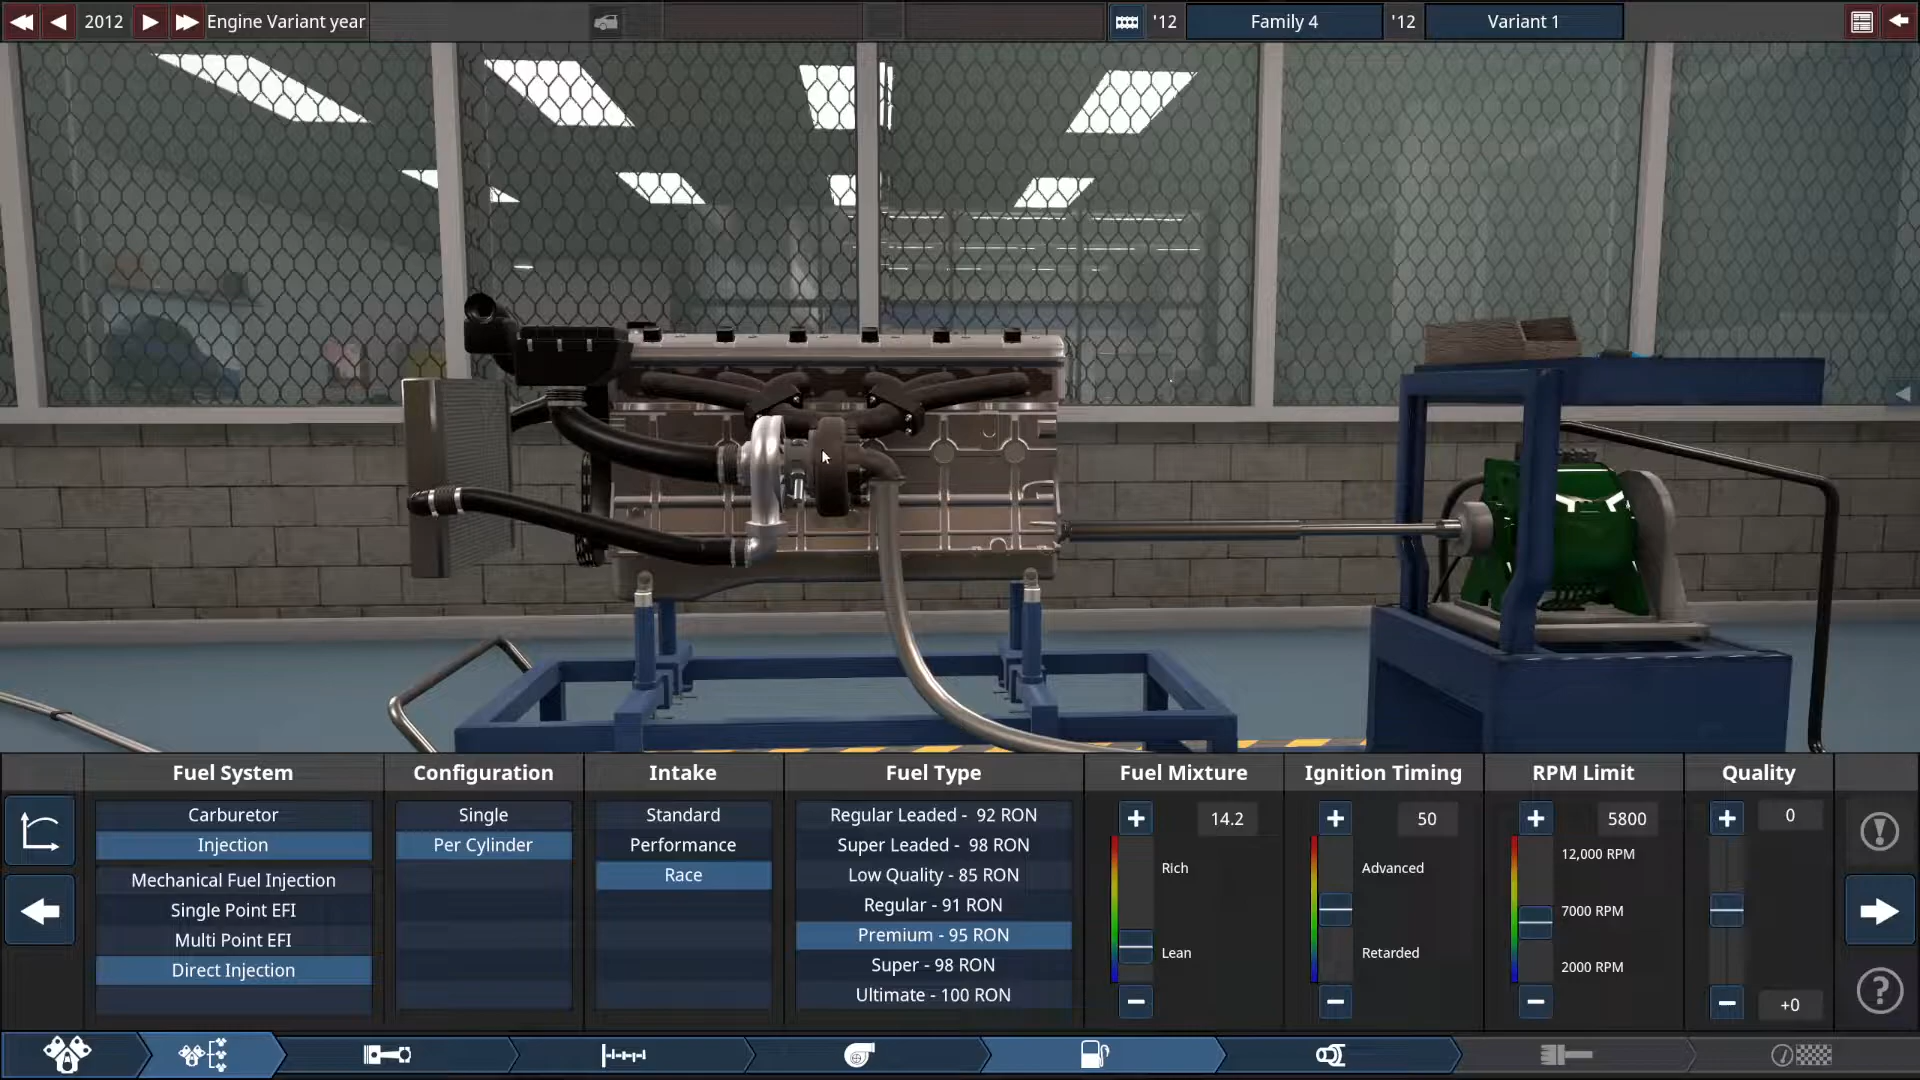 2012 Engine Variant year '12 Family 4 '12 Variant 1
Fuel System
Carburetor
Injection
Mechanical Fuel Injection
Single Point EFI
Multi Point EFI
Direct Injection
Configuration
Single
Per Cylinder
Intake
Standard
Performance
Race
Fuel Type
Regular Leaded - 92 RON
Super Leaded - 98 RON
Low Quality - 85 RON
Regular - 91 RON
Premium - 95 RON
Super - 98 RON
Ultimate - 100 RON
Fuel Mixture
14.2
Rich
Lean
Ignition Timing
50
Advanced
Retarded
RPM Limit
5800
12,000 RPM
7000 RPM
2000 RPM
Quality
0
+0